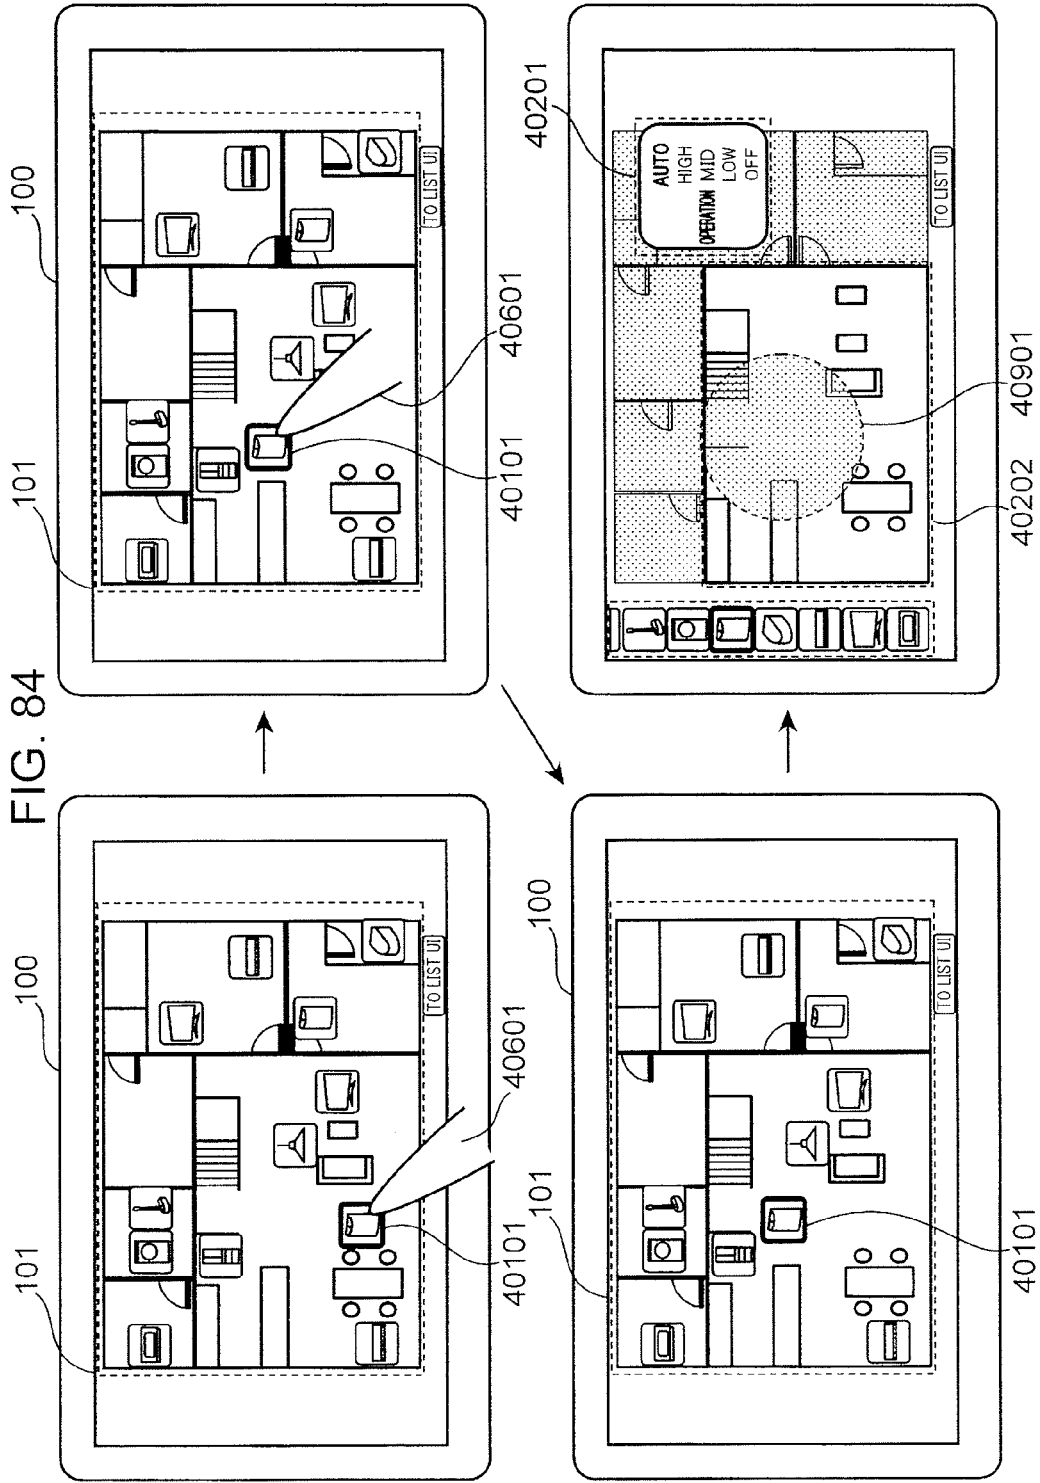 FIG. 84
101
100
101
100
TO LIST UI
TO LIST UI
40101
40601
40101
40601
101
100
40201
AUTO
HIGH
OPERATION MID
LOW
OFF
TO LIST UI
TO LIST UI
40101
40202
40901